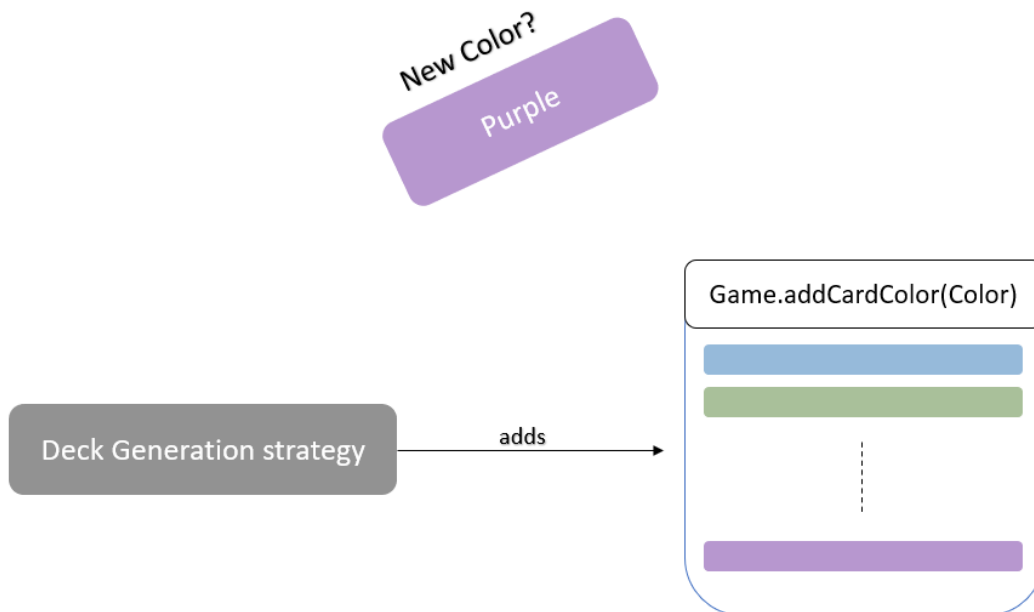 New Color?
Purple
Game.addCardColor(Color)
Deck Generation strategy
adds